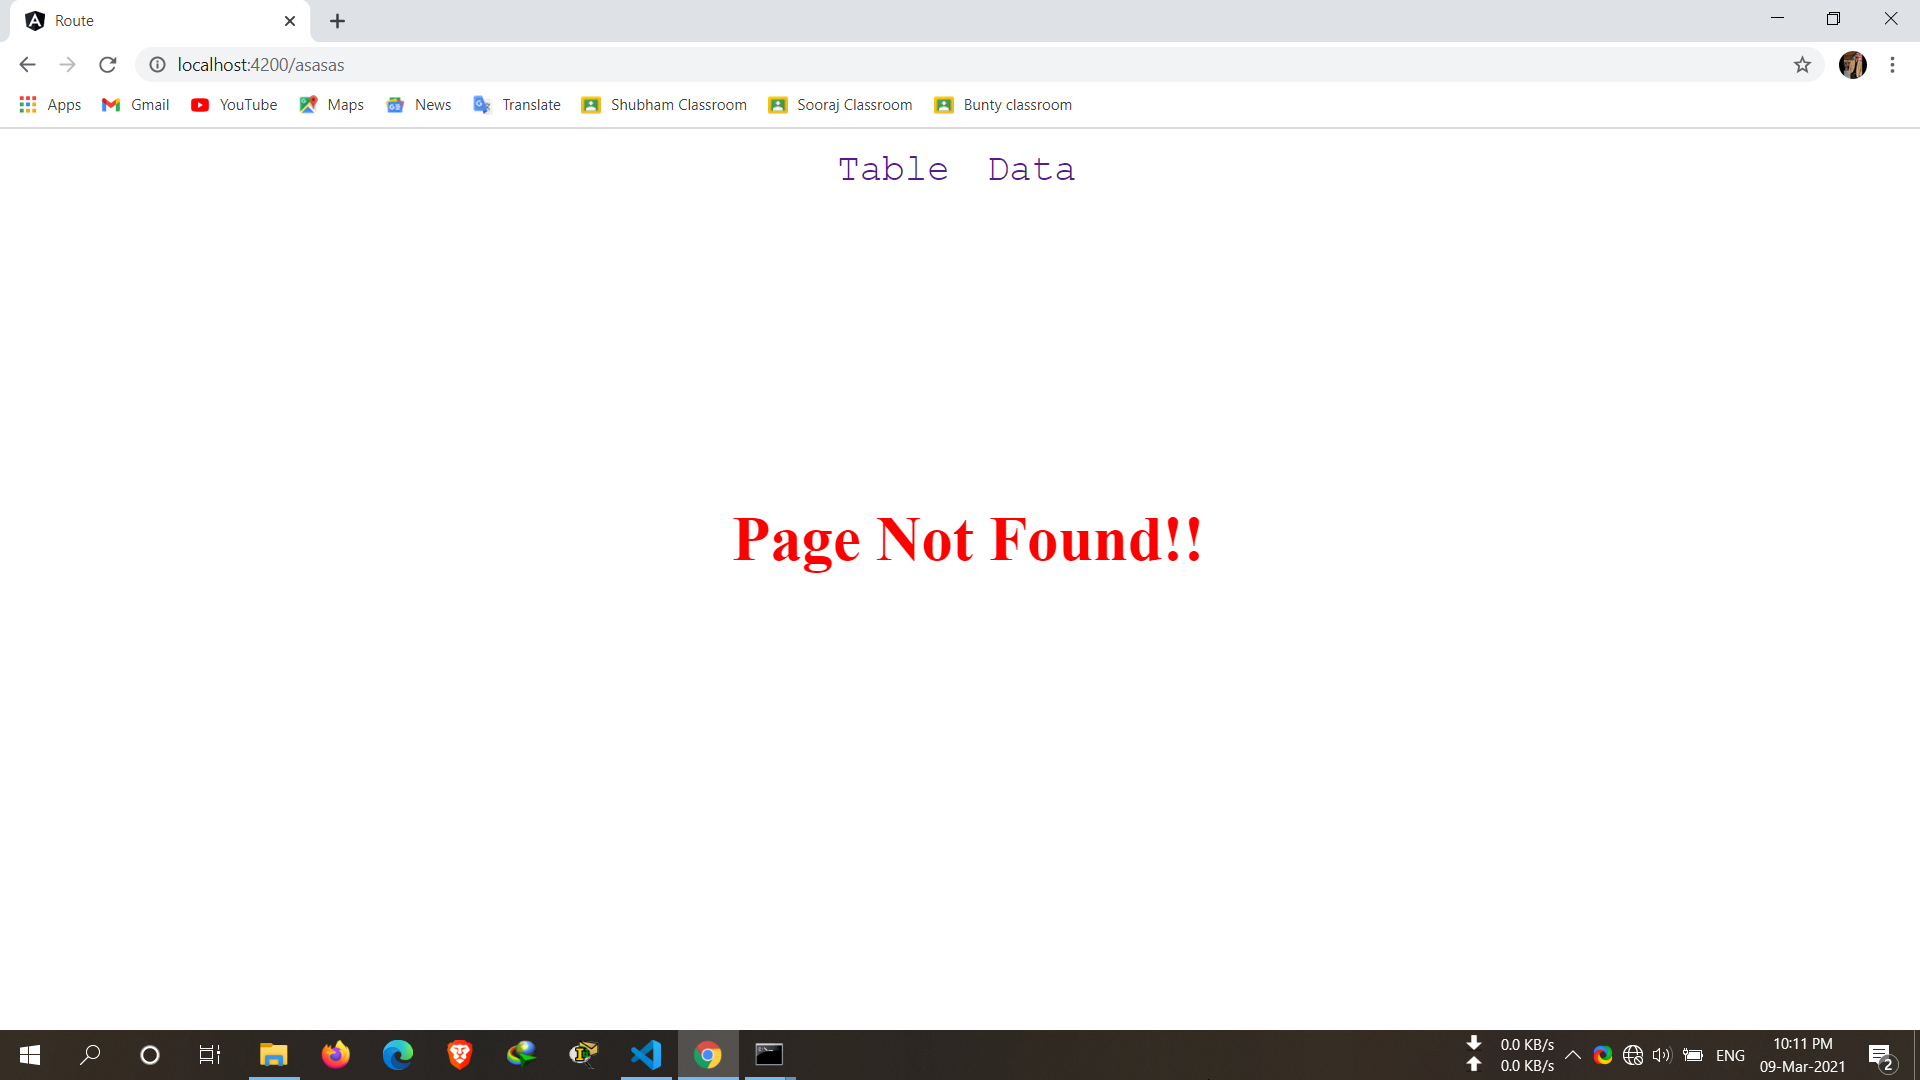 Route
localhost:4200/asasas
Apps Gmail YouTube Maps News Translate Shubham Classroom Sooraj Classroom Bunty classroom
Table Data
Page Not Found!!
0.0 KB/s
0.0 KB/s
ENG
10:11 PM
09-Mar-2021
2